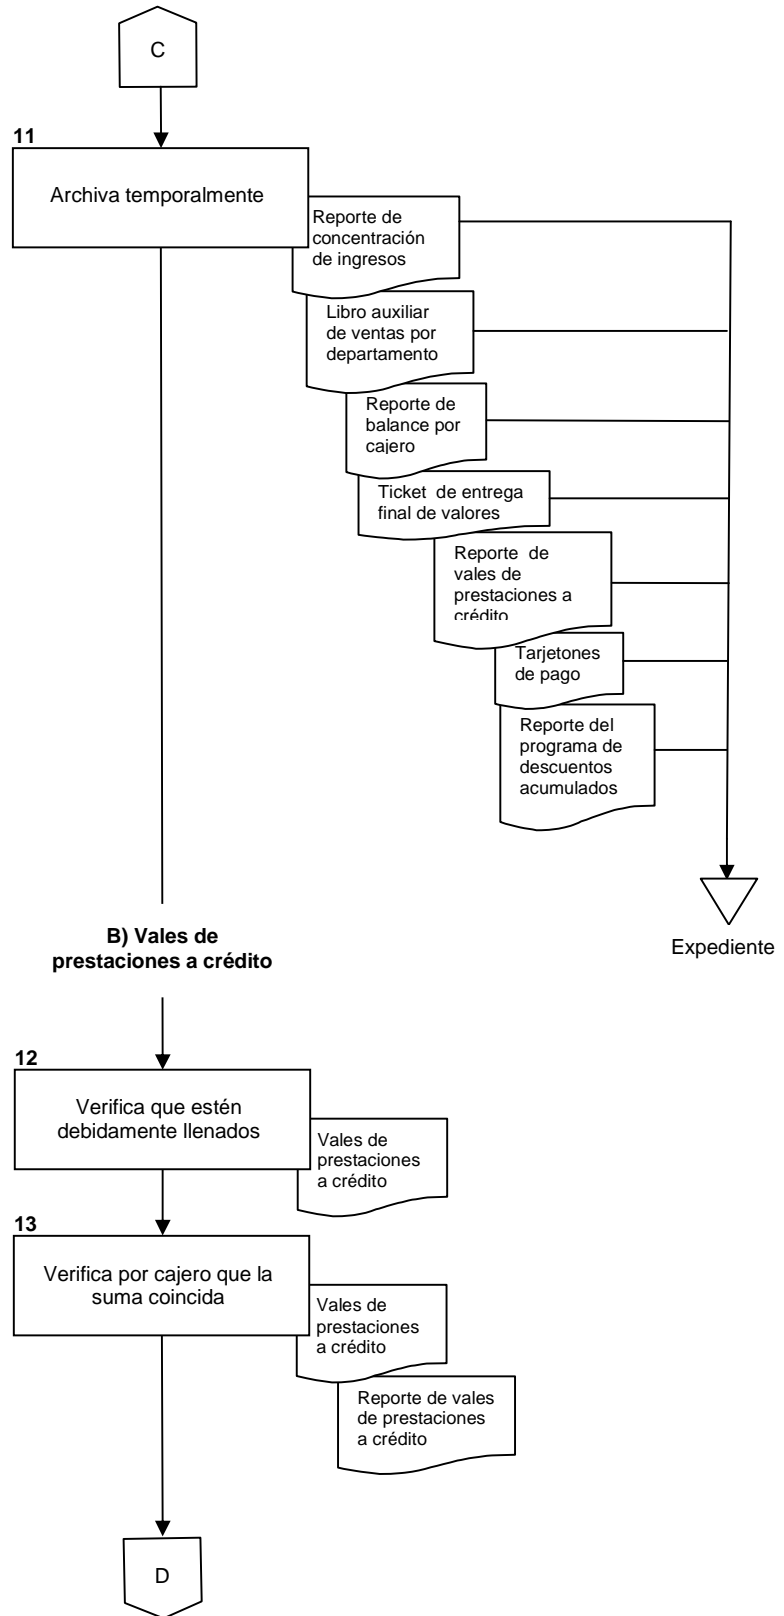 C
11
Archiva temporalmente
Reporte de
concentración
de ingresos
Libro auxiliar
de ventas por
departamento
Reporte de
balance por
cajero
Ticket de entrega
final de valores
Reporte de
vales de
prestaciones a
crédito
Tarjetones
de pago
Reporte del
programa de
descuentos
acumulados
Expediente
B) Vales de
prestaciones a crédito
12
Verifica que estén
debidamente llenados
Vales de
prestaciones
a crédito
13
Verifica por cajero que la
suma coincida
Vales de
prestaciones
a crédito
Reporte de vales
de prestaciones
a crédito
D